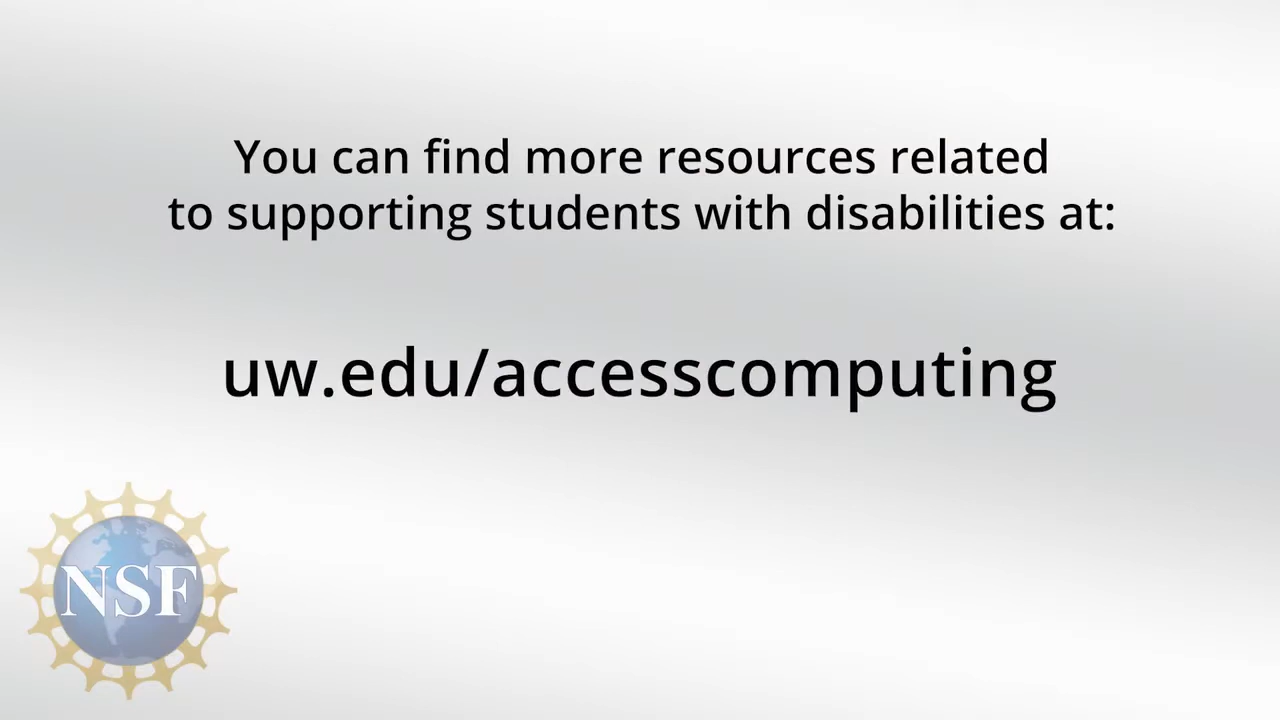 You can find more resources related
to supporting students with disabilities at:
uw.edu/accesscomputing
NSF